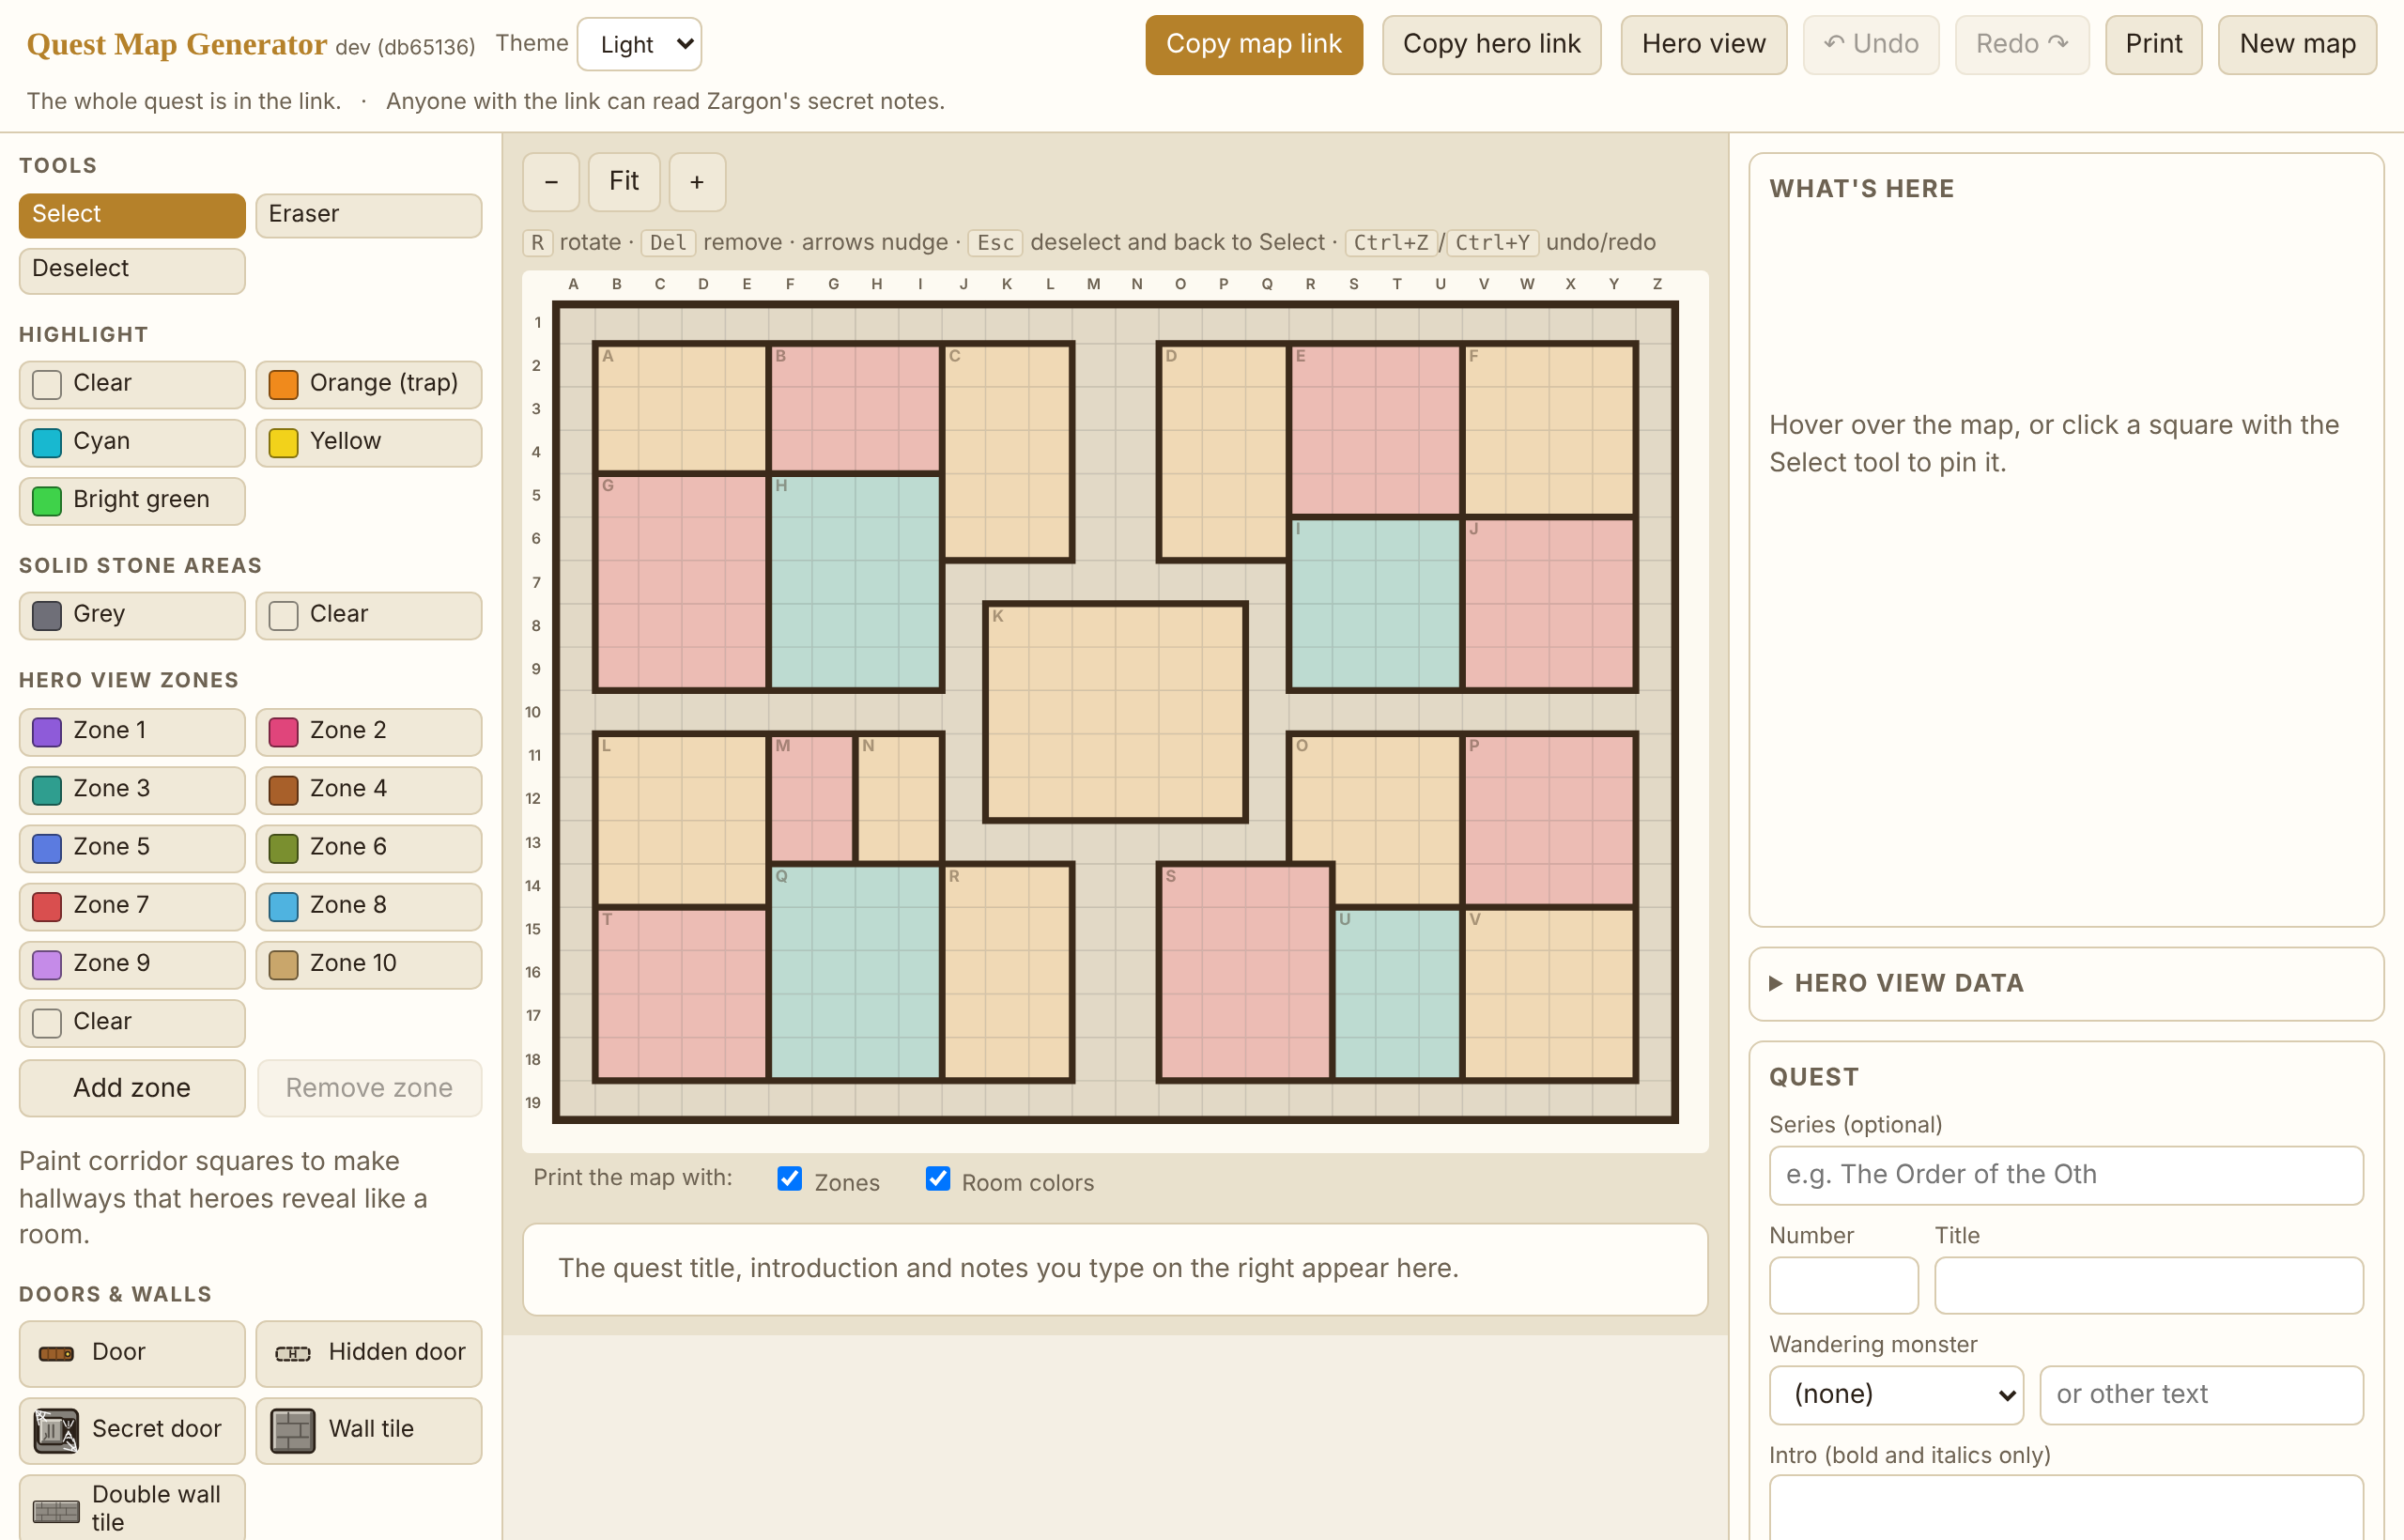 Quest Map Generator dev (db65136) Theme Light
Copy map link Copy hero link Hero view ↶ Undo Redo ↷ Print New map
The whole quest is in the link. · Anyone with the link can read Zargon's secret notes.
TOOLS
Select Eraser
Deselect
HIGHLIGHT
Clear Orange (trap)
Cyan Yellow
Bright green
SOLID STONE AREAS
Grey Clear
HERO VIEW ZONES
Zone 1 Zone 2
Zone 3 Zone 4
Zone 5 Zone 6
Zone 7 Zone 8
Zone 9 Zone 10
Clear
Add zone Remove zone
Paint corridor squares to make
hallways that heroes reveal like a
room.
DOORS & WALLS
Door H Hidden door
Secret door Wall tile
Double wall
tile
− Fit +
R rotate · Del remove · arrows nudge · Esc deselect and back to Select · Ctrl+Z/Ctrl+Y undo/redo
A B C D E F G H I J K L M N O P Q R S T U V W X Y Z
1
A B C D E F
2
3
4
G H
5
I J
6
7
K
8
9
10
L M N O P
11
12
13
Q R S
14
T U V
15
16
17
18
19
Print the map with: Zones Room colors
The quest title, introduction and notes you type on the right appear here.
WHAT'S HERE
Hover over the map, or click a square with the
Select tool to pin it.
▶ HERO VIEW DATA
QUEST
Series (optional)
e.g. The Order of the Oth
Number Title
Wandering monster
(none) or other text
Intro (bold and italics only)